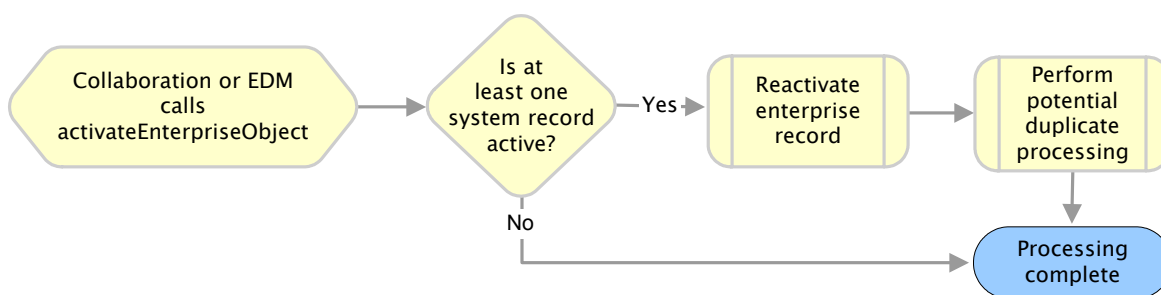 Collaboration or EDM
calls
activateEnterpriseObject
Is at
least one
system record
active?
Yes
Reactivate
enterprise
record
Perform
potential
duplicate
processing
No
Processing
complete